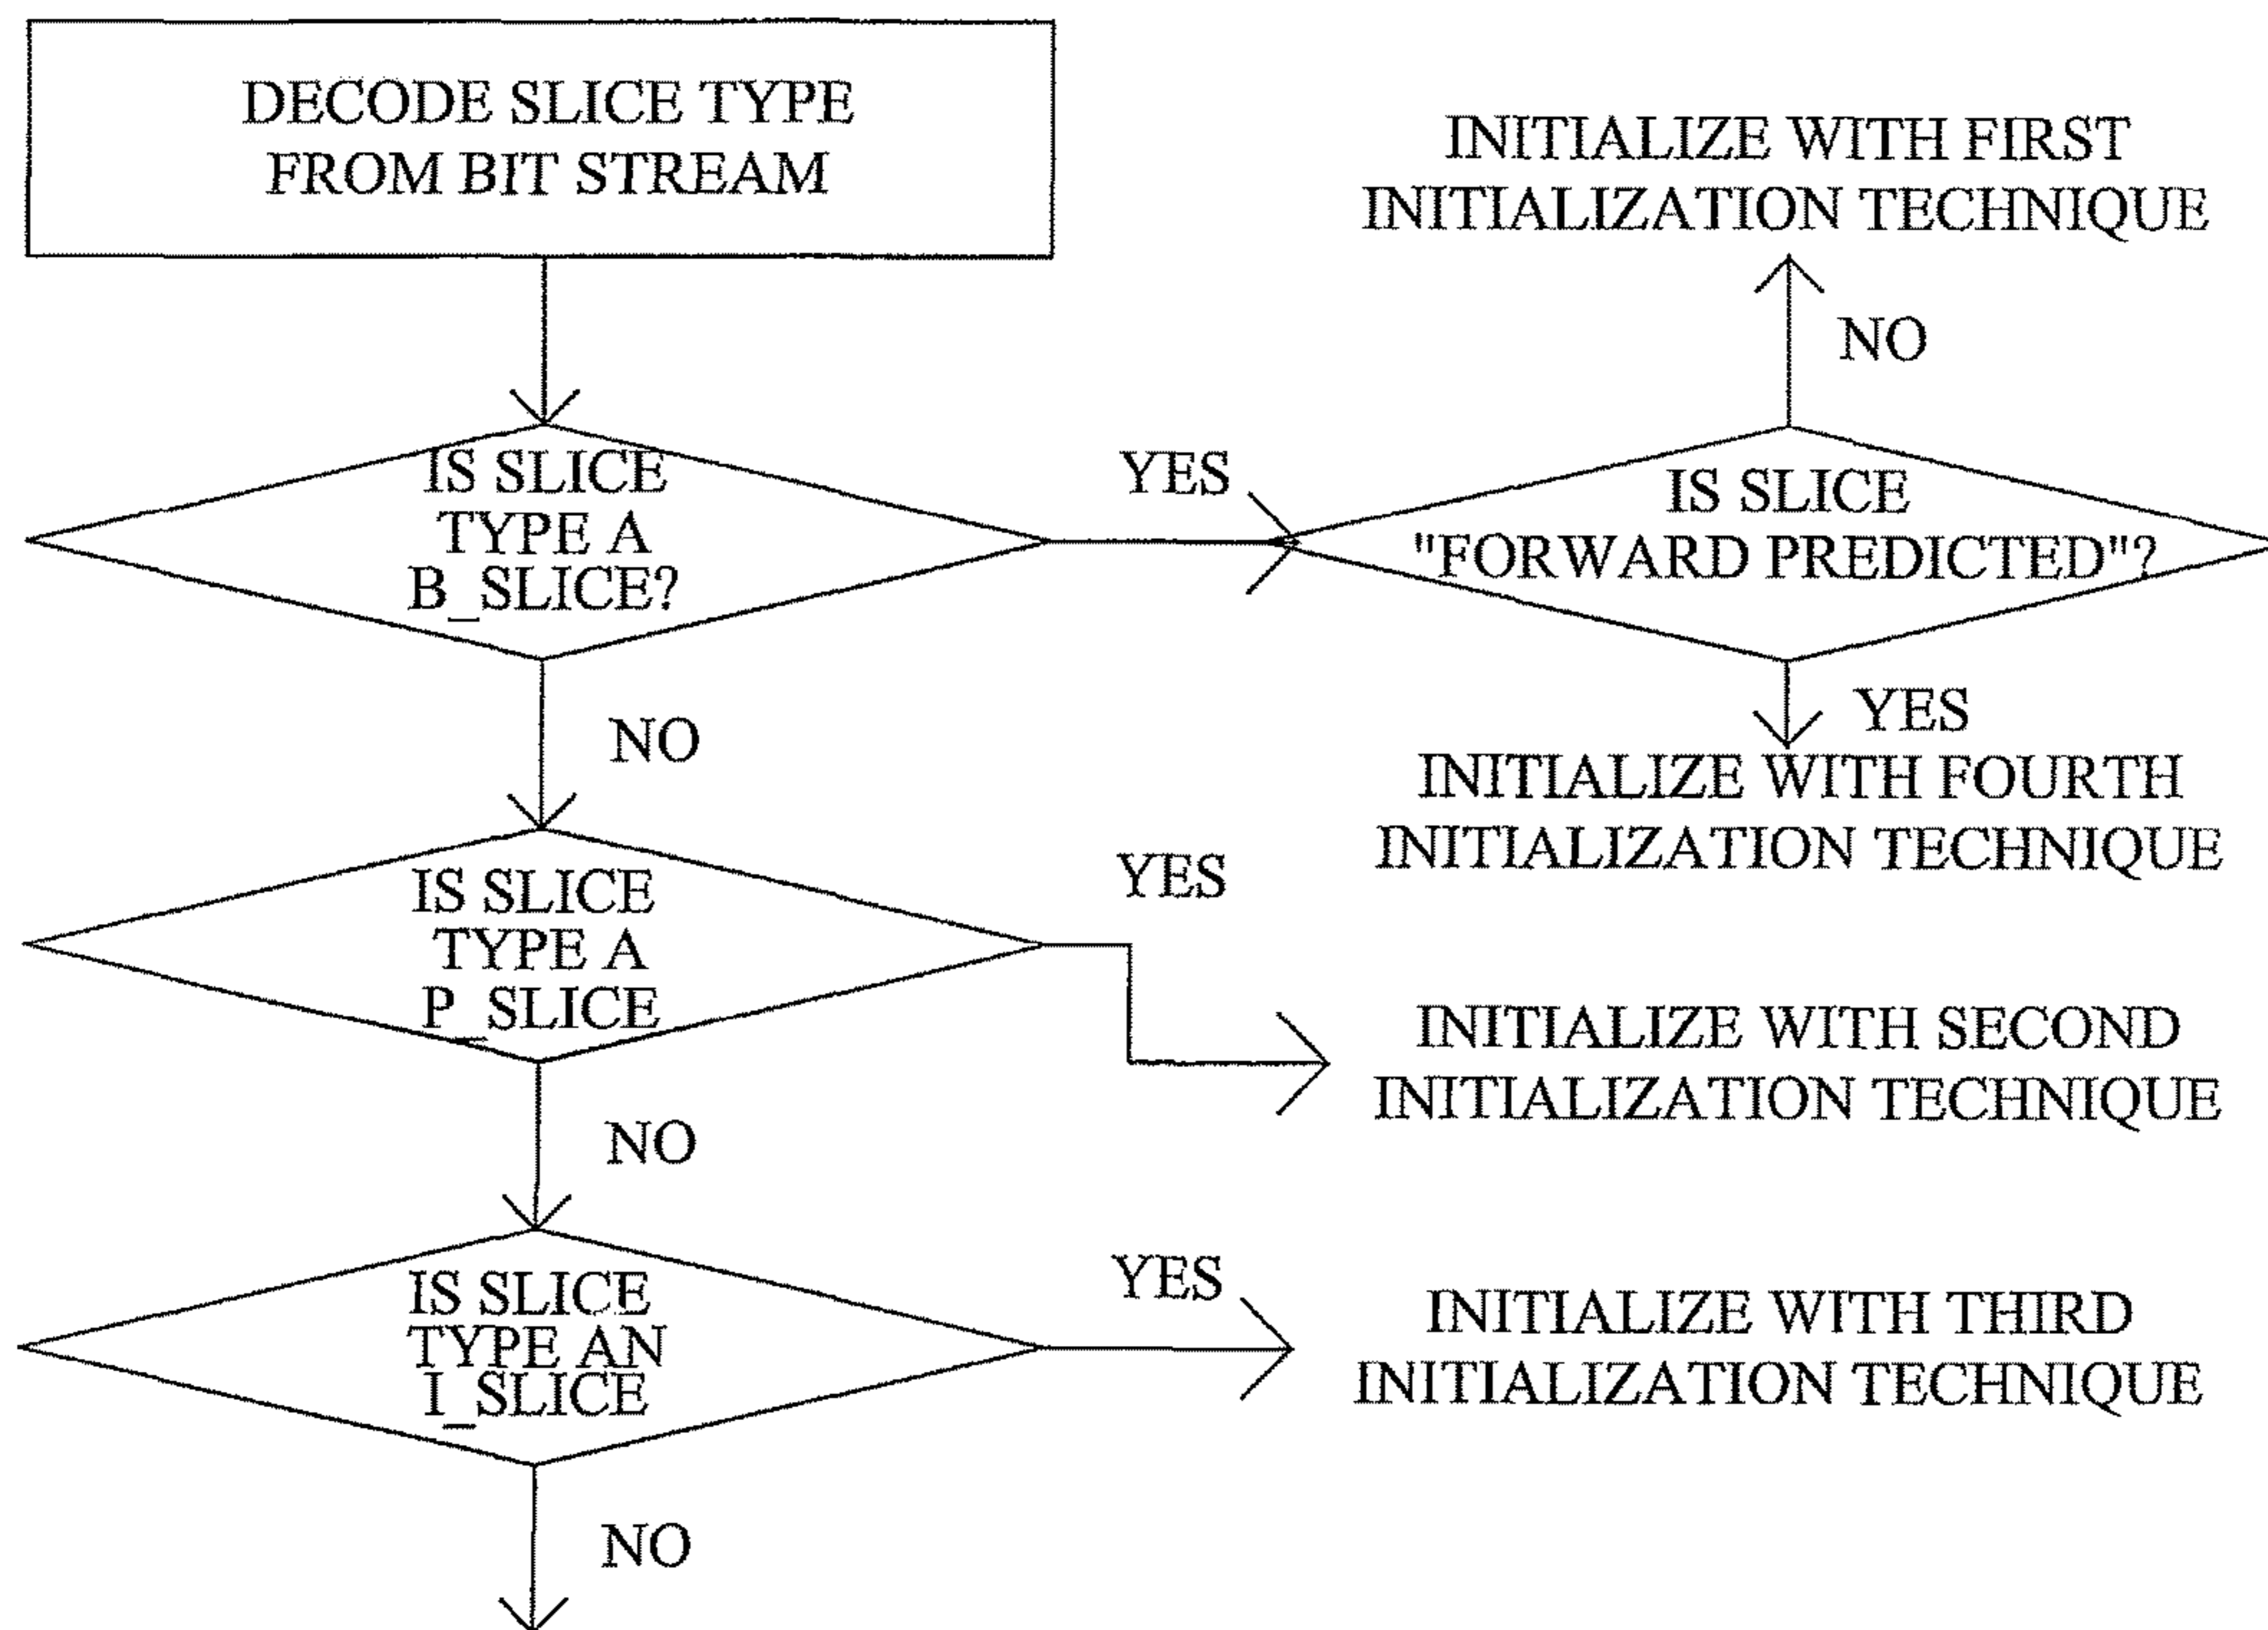 DECODE SLICE TYPE
FROM BIT STREAM
INITIALIZE WITH FIRST
INITIALIZATION TECHNIQUE
NO
IS SLICE
TYPE A
B_SLICE?
YES
IS SLICE
"FORWARD PREDICTED"?
YES
INITIALIZE WITH FOURTH
INITIALIZATION TECHNIQUE
NO
IS SLICE
TYPE A
P_SLICE
YES
INITIALIZE WITH SECOND
INITIALIZATION TECHNIQUE
NO
IS SLICE
TYPE AN
I_SLICE
YES
INITIALIZE WITH THIRD
INITIALIZATION TECHNIQUE
NO